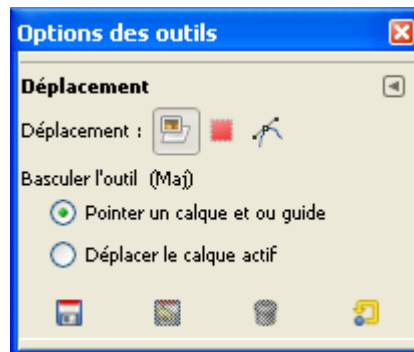 Options des outils
Déplacement
Déplacement :
Basculer l'outil (Maj)
Pointer un calque et ou guide
Déplacer le calque actif